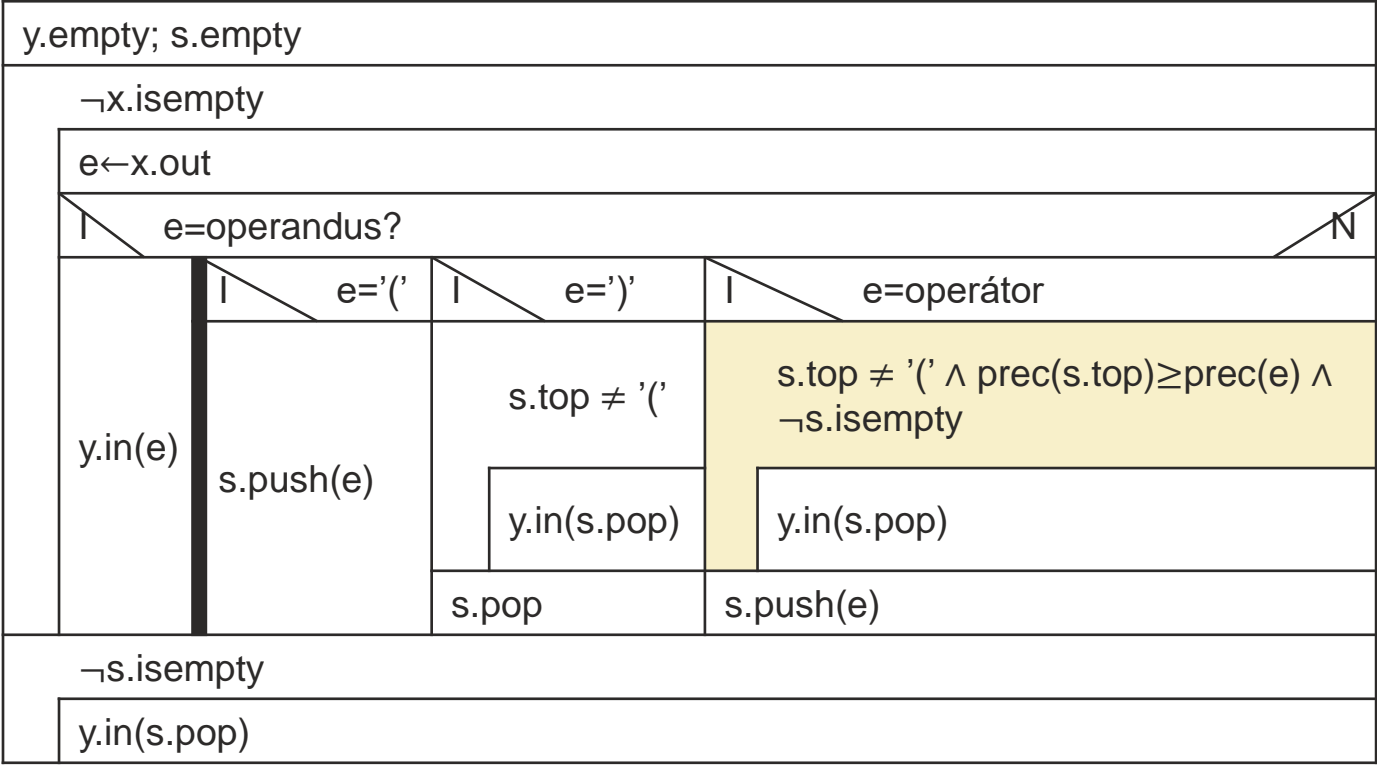 y.empty; s.empty
¬x.isempty
e←x.out
I e=operandus? N
I e=’(’ I e=’)’ I e=operátor
y.in(e)
s.push(e)
s.top ≠ ’(’
y.in(s.pop)
s.pop
s.top ≠ ’(’ ∧ prec(s.top)≥prec(e) ∧
¬s.isempty
y.in(s.pop)
s.push(e)
¬s.isempty
y.in(s.pop)